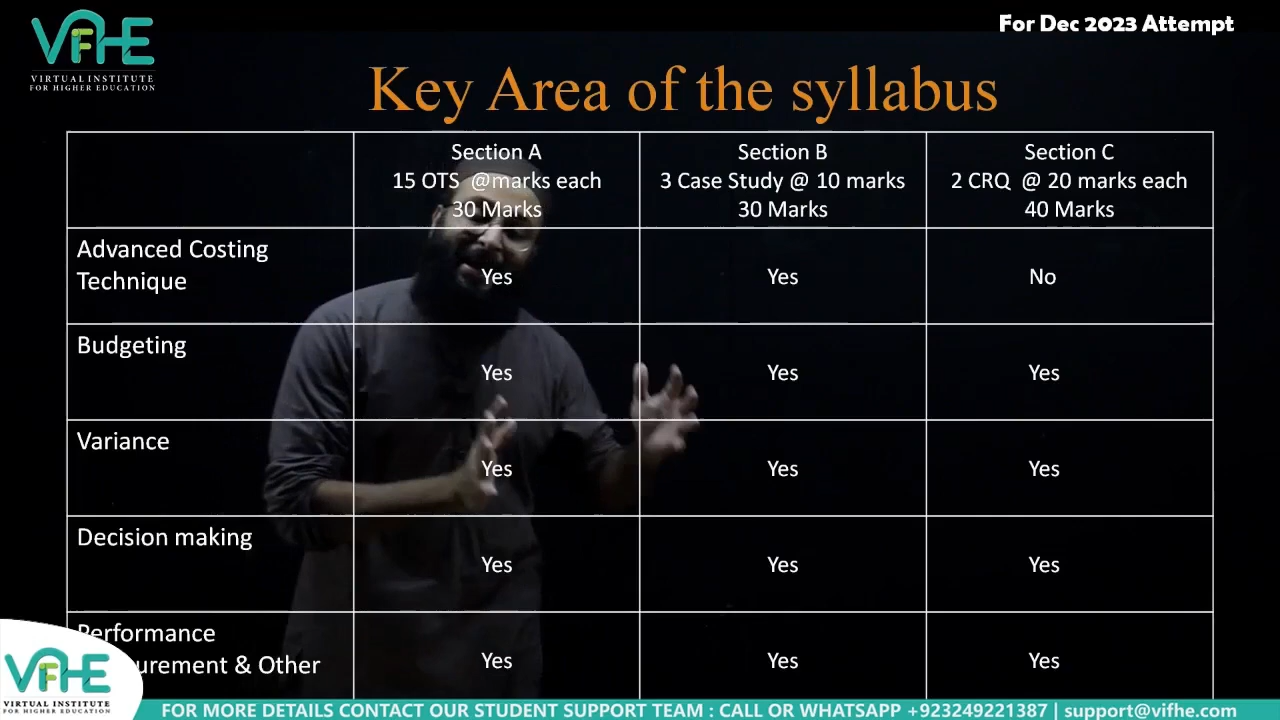 VIFHE
VIRTUAL INSTITUTE
FOR HIGHER EDUCATION
For Dec 2023 Attempt
Key Area of the syllabus
Section A
15 OTS @marks each
30 Marks
Section B
3 Case Study @ 10 marks
30 Marks
Section C
2 CRQ @ 20 marks each
40 Marks
Advanced Costing
Technique
Yes
Yes
No
Budgeting
Yes
Yes
Yes
Variance
Yes
Yes
Yes
Decision making
Yes
Yes
Yes
Performance
urement & Other
Yes
Yes
Yes
VIFHE
VIRTUAL INSTITUTE
FOR HIGHER EDUCATION
FOR MORE DETAILS CONTACT OUR STUDENT SUPPORT TEAM : CALL OR WHATSAPP +923249221387 | support@vifhe.com